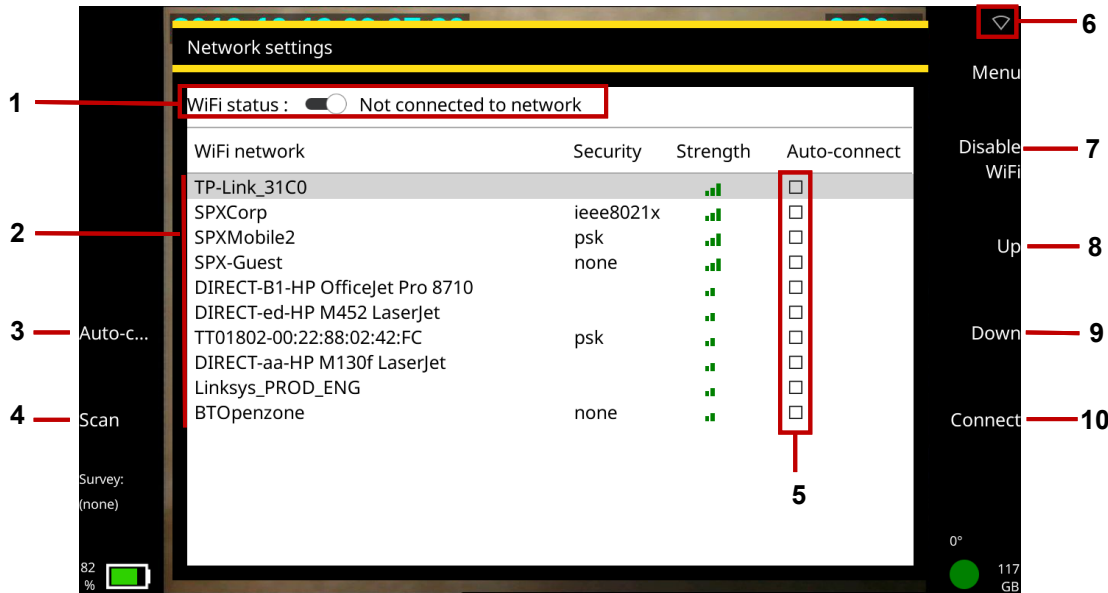 Network settings
6
Menu
1
WiFi status : Not connected to network
WiFi network Security Strength Auto-connect
Disable
WiFi
7
TP-Link_31C0
SPXCorp ieee8021x
2
SPXMobile2 psk
Up
8
SPX-Guest none
DIRECT-B1-HP OfficeJet Pro 8710
DIRECT-ed-HP M452 LaserJet
3
Auto-c...
TT01802-00:22:88:02:42:FC psk
Down
9
DIRECT-aa-HP M130f LaserJet
Linksys_PROD_ENG
4
Scan
BTOpenzone none
Connect
10
5
Survey:
(none)
82
%
0°
117
GB